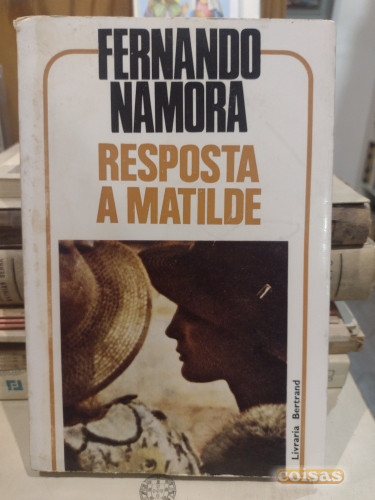 FERNANDO
NAMORA
RESPOSTA
A MATILDE
Livraria Bertrand
coisas